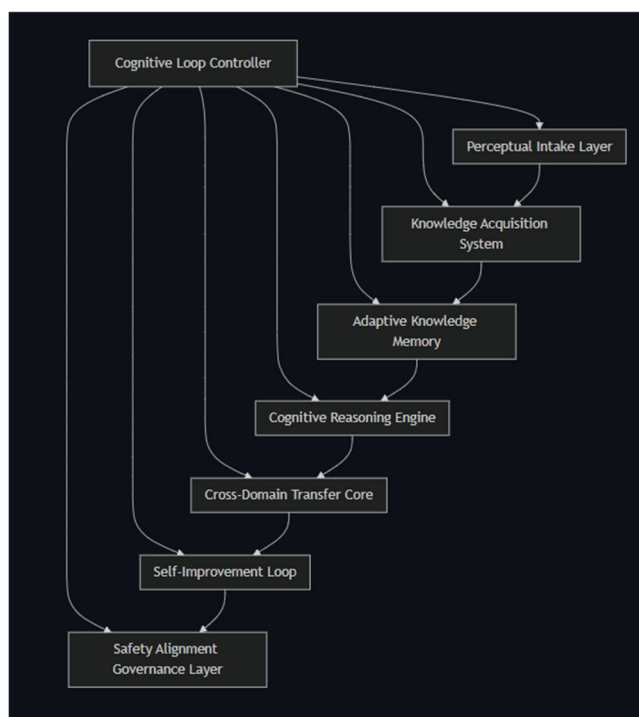 Cognitive Loop Controller
Perceptual Intake Layer
Knowledge Acquisition
System
Adaptive Knowledge
Memory
Cognitive Reasoning Engine
Cross-Domain Transfer Core
Self-Improvement Loop
Safety Alignment
Governance Layer